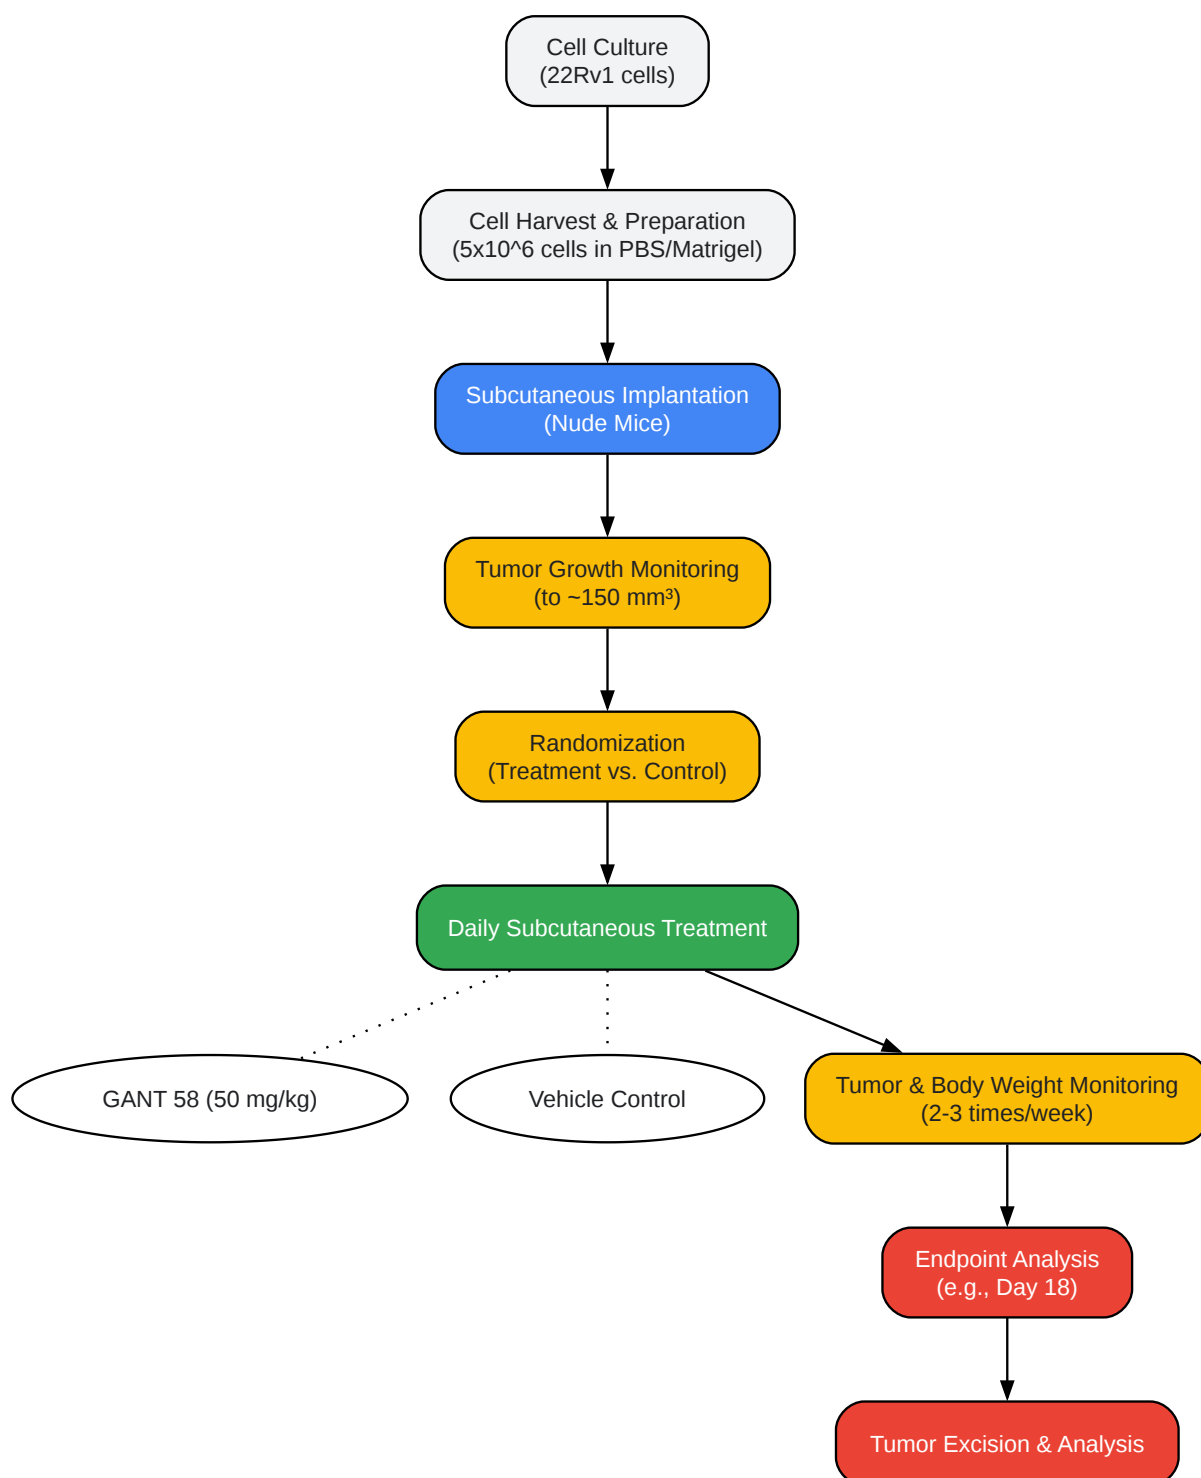 Cell Culture
(22Rv1 cells)
Cell Harvest & Preparation
(5x10^6 cells in PBS/Matrigel)
Subcutaneous Implantation
(Nude Mice)
Tumor Growth Monitoring
(to ~150 mm³)
Randomization
(Treatment vs. Control)
Daily Subcutaneous Treatment
GANT 58 (50 mg/kg)
Vehicle Control
Tumor & Body Weight Monitoring
(2-3 times/week)
Endpoint Analysis
(e.g., Day 18)
Tumor Excision & Analysis